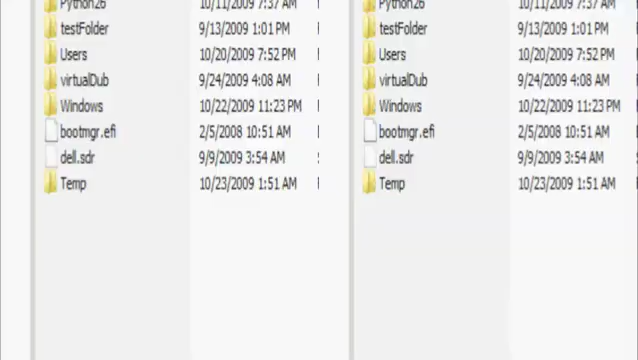 Python26 10/11/2009 7:37 AM Python26 10/11/2009 7:37 AM
testFolder 9/13/2009 1:01 PM testFolder 9/13/2009 1:01 PM
Users 10/20/2009 7:52 PM Users 10/20/2009 7:52 PM
virtualDub 9/24/2009 4:08 AM virtualDub 9/24/2009 4:08 AM
Windows 10/22/2009 11:23 PM Windows 10/22/2009 11:23 PM
bootmgr.efi 2/5/2008 10:51 AM bootmgr.efi 2/5/2008 10:51 AM
dell.sdr 9/9/2009 3:54 AM dell.sdr 9/9/2009 3:54 AM
Temp 10/23/2009 1:51 AM Temp 10/23/2009 1:51 AM